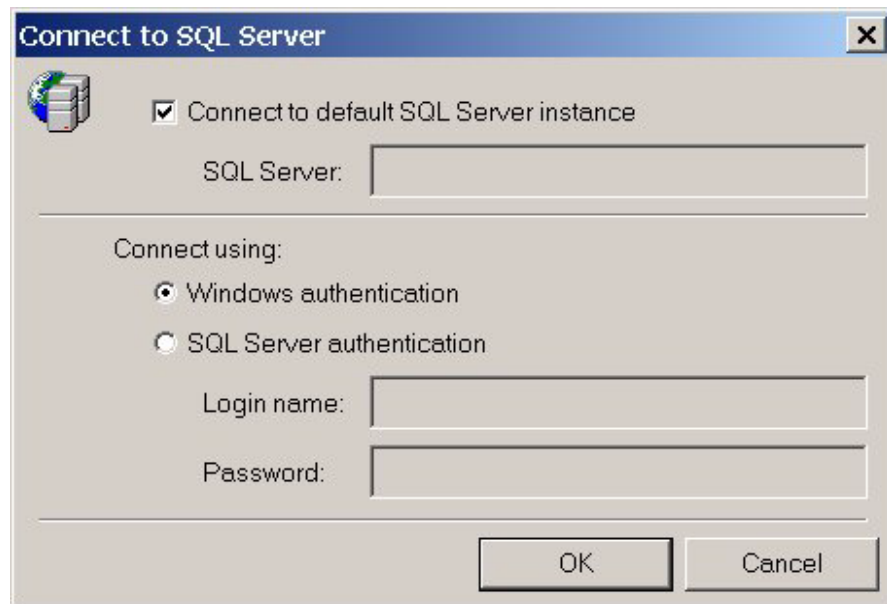 Connect to SQL Server
Connect to default SQL Server instance
SQL Server:
Connect using:
Windows authentication
SQL Server authentication
Login name:
Password:
OK Cancel